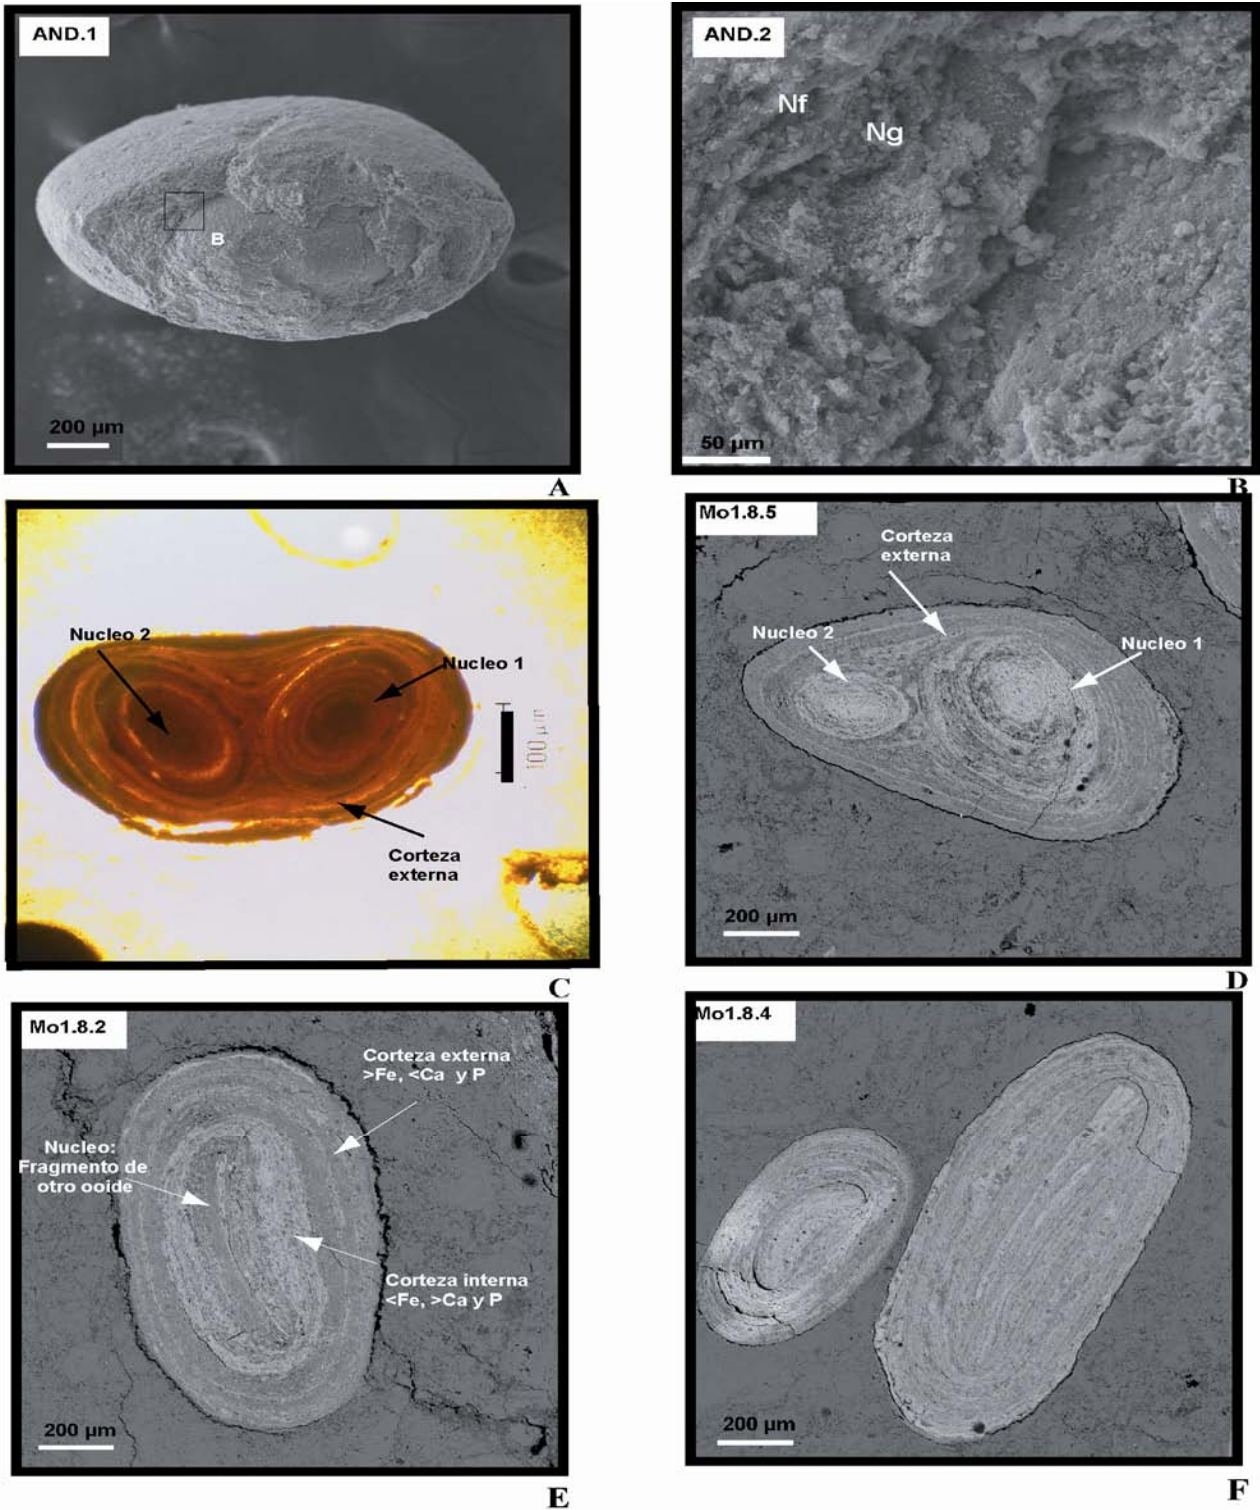 AND.1
B
200 µm
A
AND.2
Nf
Ng
50 µm
B
Nucleo 2
Nucleo 1
100 µm
Corteza
externa
C
Mo1.8.5
Corteza
externa
Nucleo 2
Nucleo 1
200 µm
D
Mo1.8.2
Corteza externa
>Fe, <Ca y P
Nucleo:
Fragmento de
otro ooide
Corteza interna
<Fe, >Ca y P
200 µm
E
Mo1.8.4
200 µm
F